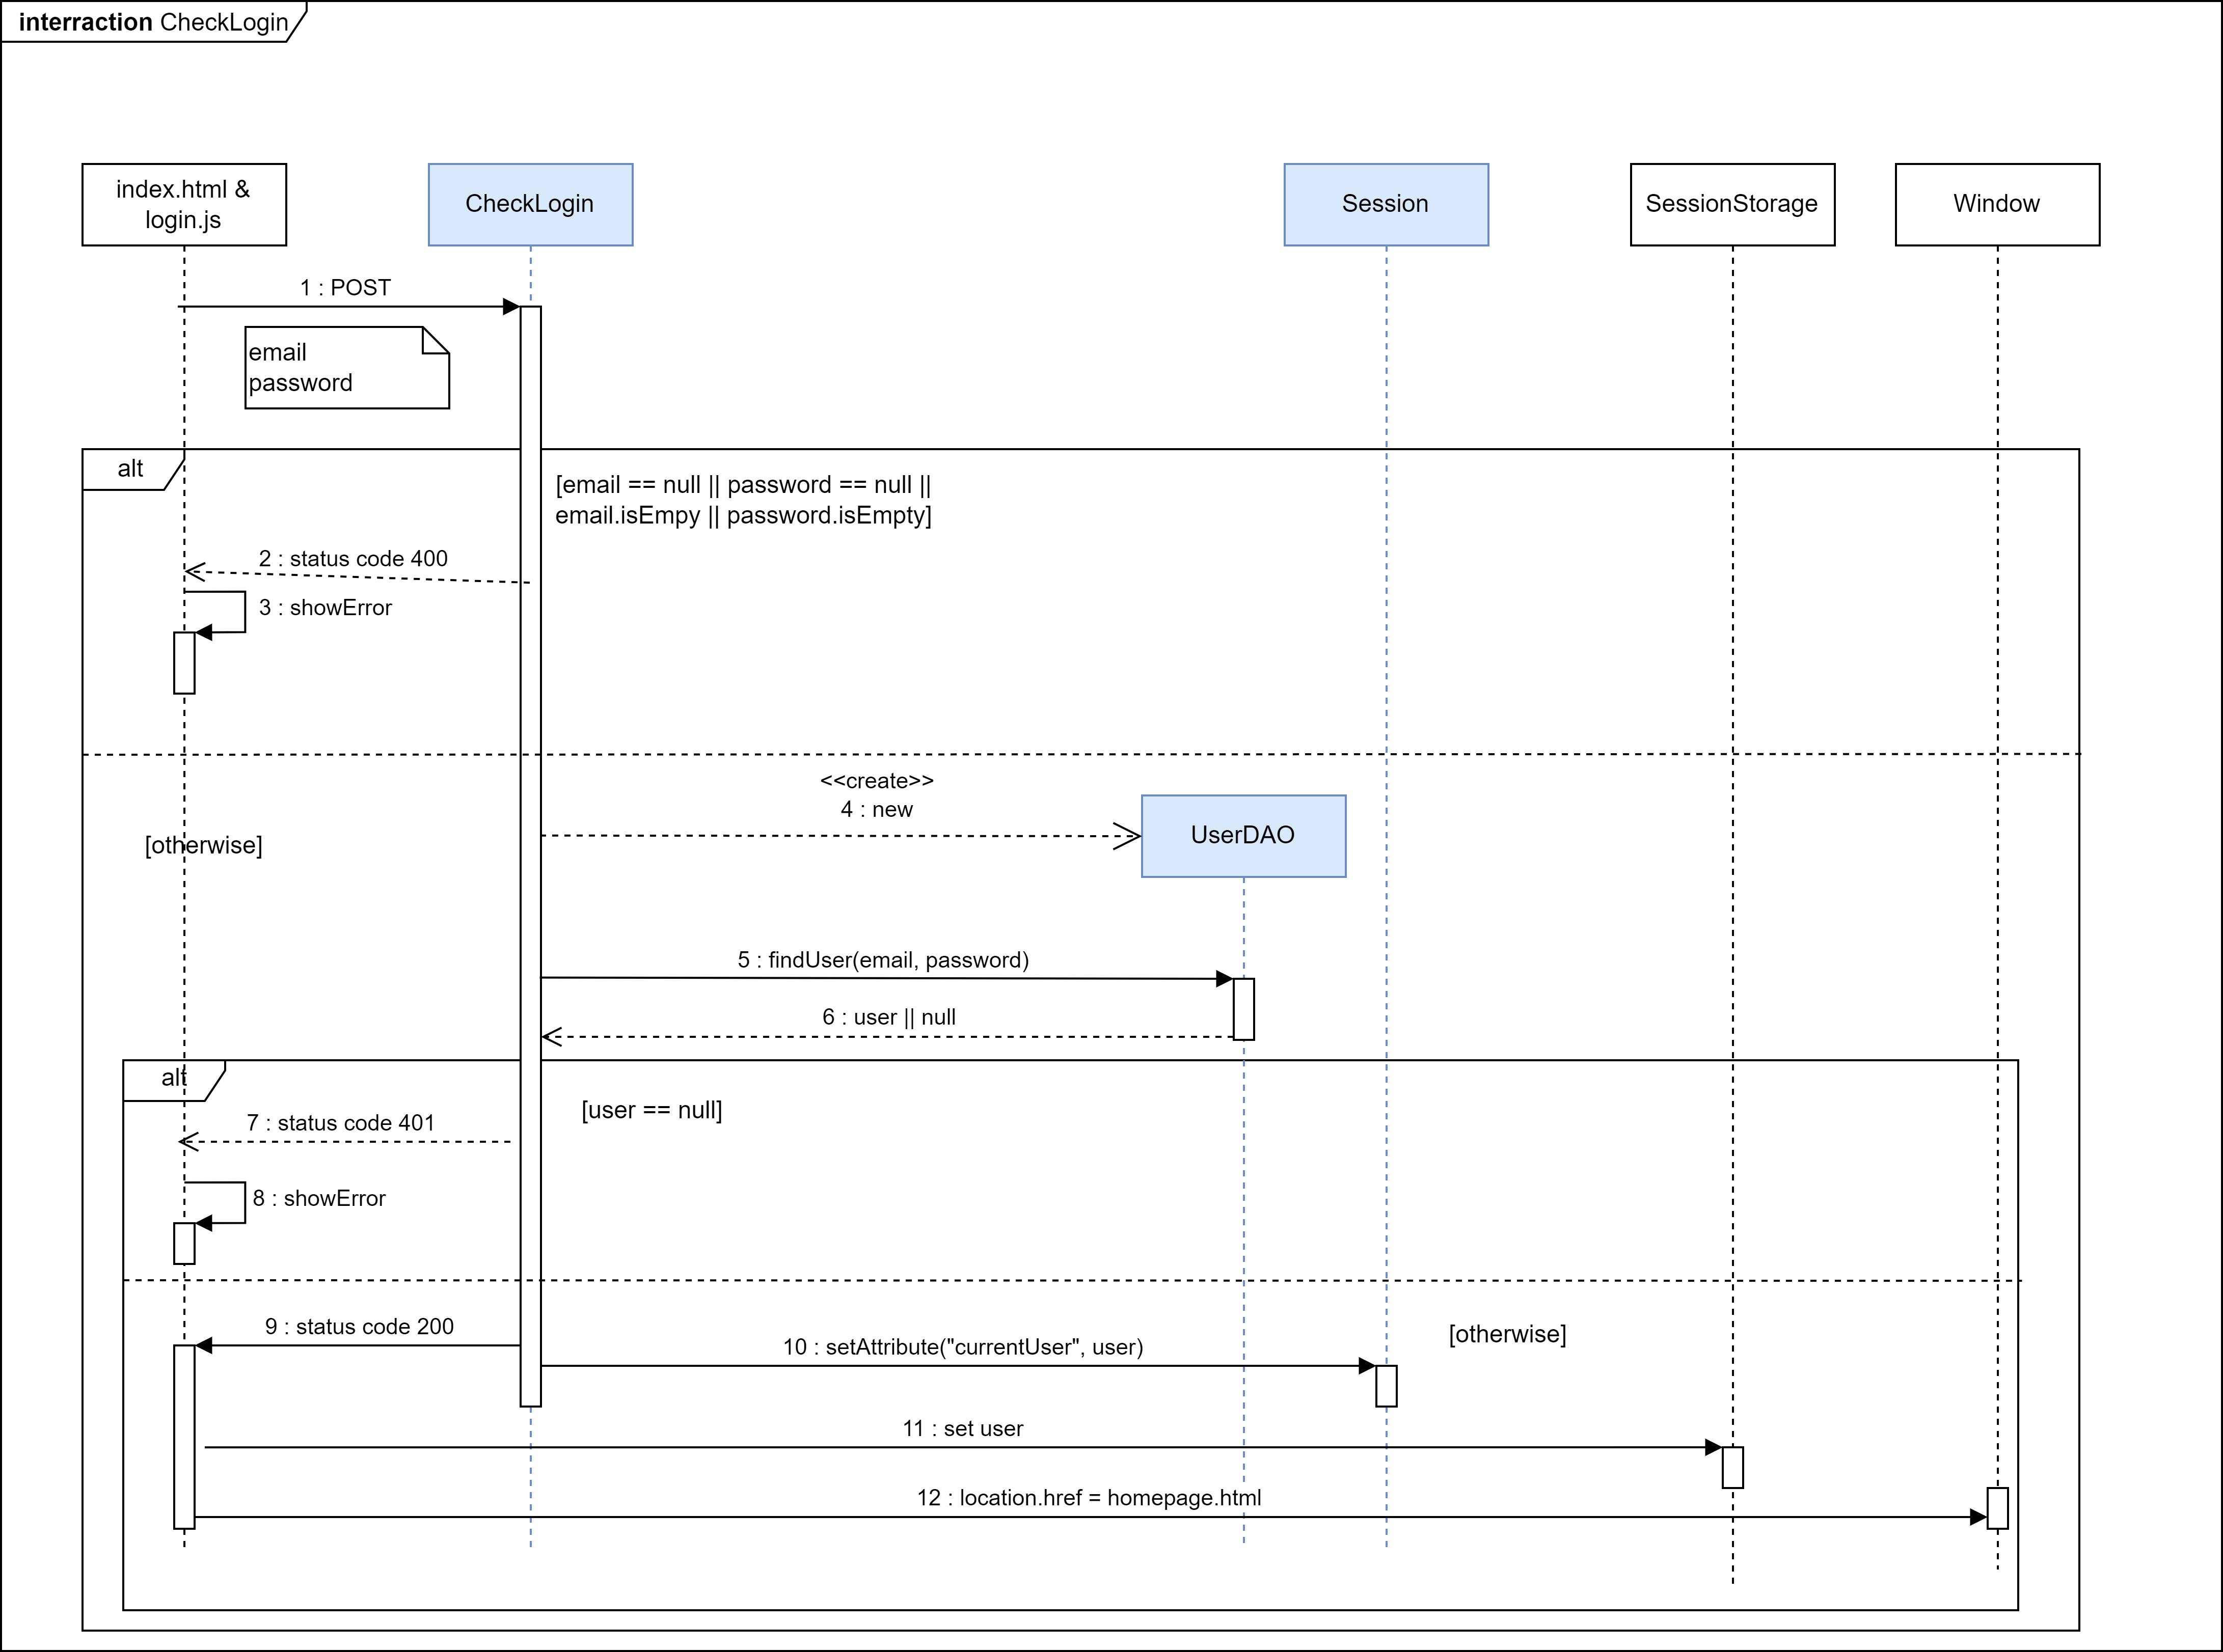 interraction CheckLogin
index.html &
login.js
CheckLogin
Session
SessionStorage
Window
1 : POST
email
password
alt
[email == null || password == null ||
email.isEmpy || password.isEmpty]
2 : status code 400
3 : showError
<<create>>
4 : new
UserDAO
[otherwise]
5 : findUser(email, password)
6 : user || null
alt
[user == null]
7 : status code 401
8 : showError
9 : status code 200
[otherwise]
10 : setAttribute("currentUser", user)
11 : set user
12 : location.href = homepage.html